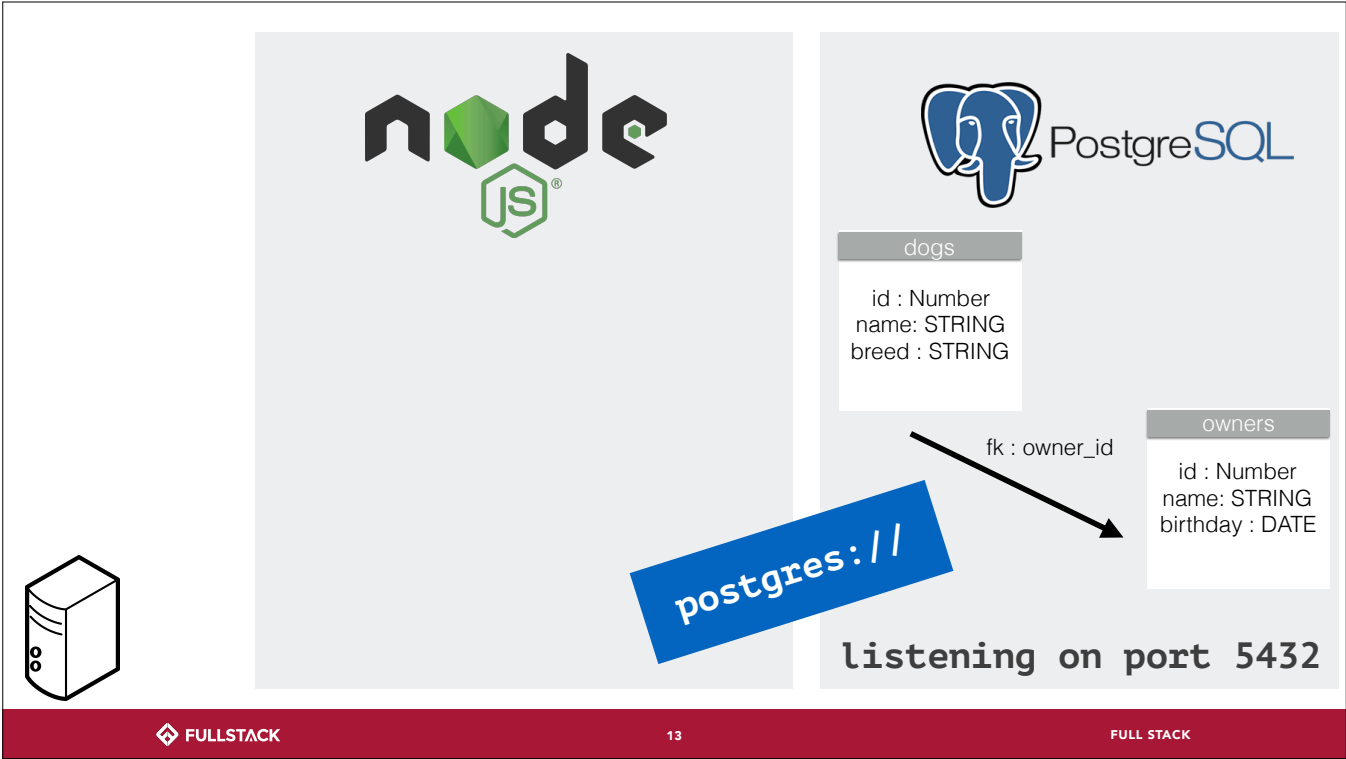 node
JS®
PostgreSQL
dogs
id : Number
name: STRING
breed : STRING
fk : owner_id
owners
id : Number
name: STRING
birthday : DATE
postgres://
listening on port 5432
FULLSTACK
13
FULL STACK